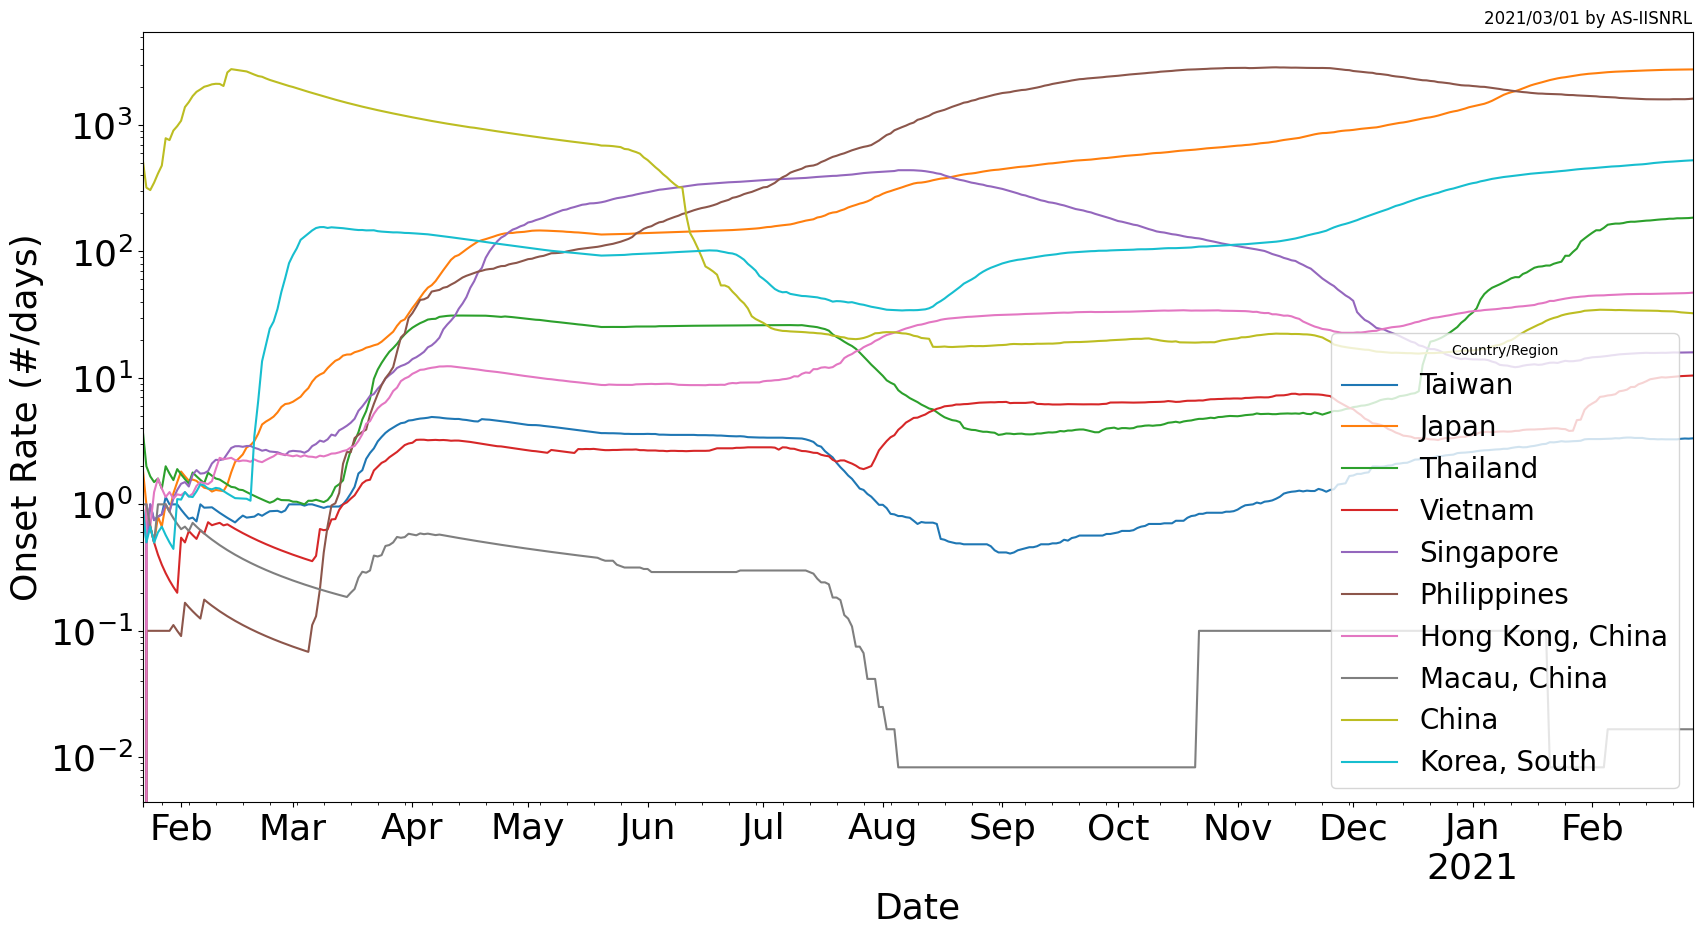 2021/03/01 by AS-IISNRL
Onset Rate (#/days)
10³
10²
10¹
10⁰
10⁻¹
10⁻²
Country/Region
Taiwan
Japan
Thailand
Vietnam
Singapore
Philippines
Hong Kong, China
Macau, China
China
Korea, South
Feb Mar Apr May Jun Jul Aug Sep Oct Nov Dec Jan Feb
2021
Date